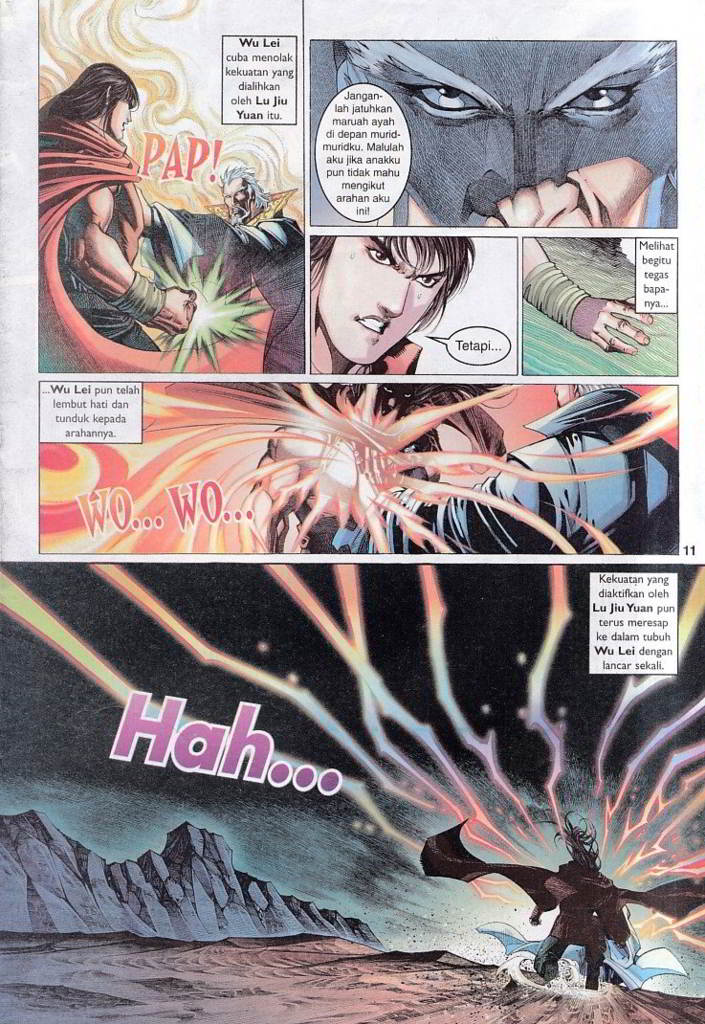 Wu Lei
cuba menolak
kekuatan yang
dialihkan
oleh Lu Jiu
Yuan itu.
PAP!
Jangan-
lah jatuhkan
maruah ayah
di depan murid-
muridku. Malulah
aku jika anakku
pun tidak mahu
mengikut
arahan aku
ini!
Tetapi...
Melihat
begitu
tegas
bapa-
nya...
...Wu Lei pun telah
lembut hati dan
tunduk kepada
arahannya.
WO... WO...
11
Kekuatan yang
diaktifkan oleh
Lu Jiu Yuan pun
terus meresap
ke dalam tubuh
Wu Lei dengan
lancar sekali.
Hah...